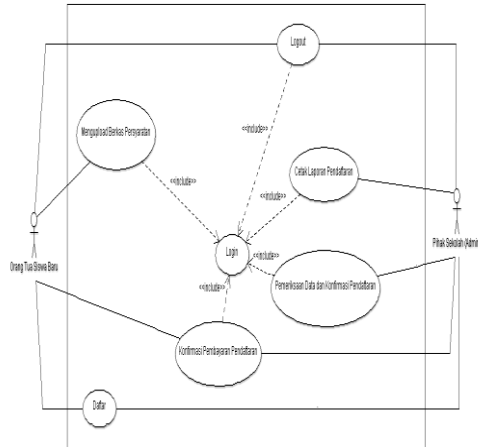 Logout
Mengupload Berkas Persyaratan
<<include>>
<<include>>
Cetak Laporan Pendaftaran
<<include>>
Orang Tua Siswa Baru
Pihak Sekolah (Admin
Login
<<include>>
Pemeriksaan Data dan Konfirmasi Pendaftaran
<<include>>
Konfirmasi Pembayaran Pendaftaran
Daftar